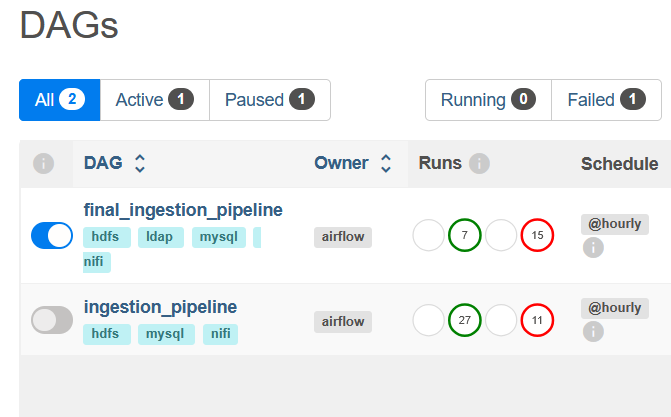 DAGs
All 2 Active 1 Paused 1 Running 0 Failed 1
i DAG Owner Runs i Schedule
final_ingestion_pipeline
hdfs ldap mysql
nifi
airflow
7 15
@hourly
i
ingestion_pipeline
hdfs mysql nifi
airflow
27 11
@hourly
i